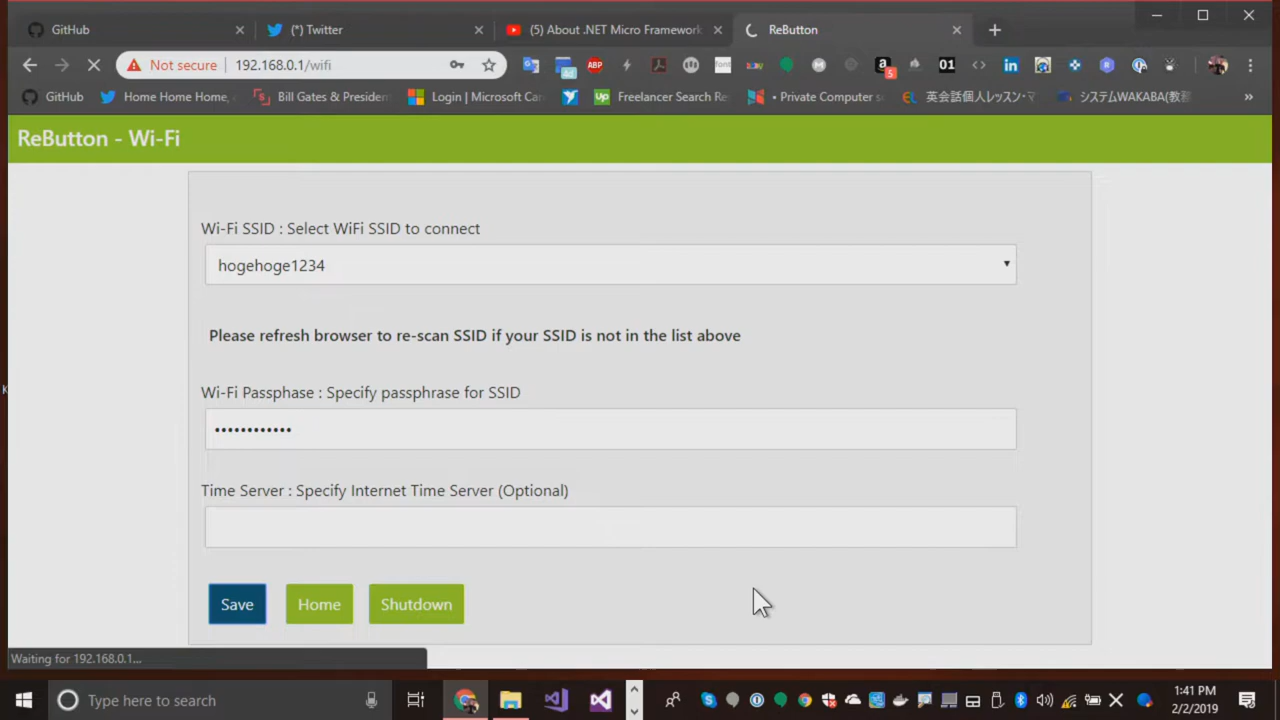 GitHub
(*) Twitter
(5) About .NET Micro Framework
ReButton
Not secure
192.168.0.1/wifi
GitHub
Home Home Home,
Bill Gates & Presiden
Login | Microsoft Ca
Up
Freelancer Search Re
• Private Computer s
EL
英会話個人レッスン・マ
システムWAKABA(教務
»
ReButton - Wi-Fi
Wi-Fi SSID : Select WiFi SSID to connect
hogehoge1234
Please refresh browser to re-scan SSID if your SSID is not in the list above
Wi-Fi Passphase : Specify passphrase for SSID
••••••••••••
Time Server : Specify Internet Time Server (Optional)
Save
Home
Shutdown
Waiting for 192.168.0.1...
Type here to search
1:41 PM
2/2/2019